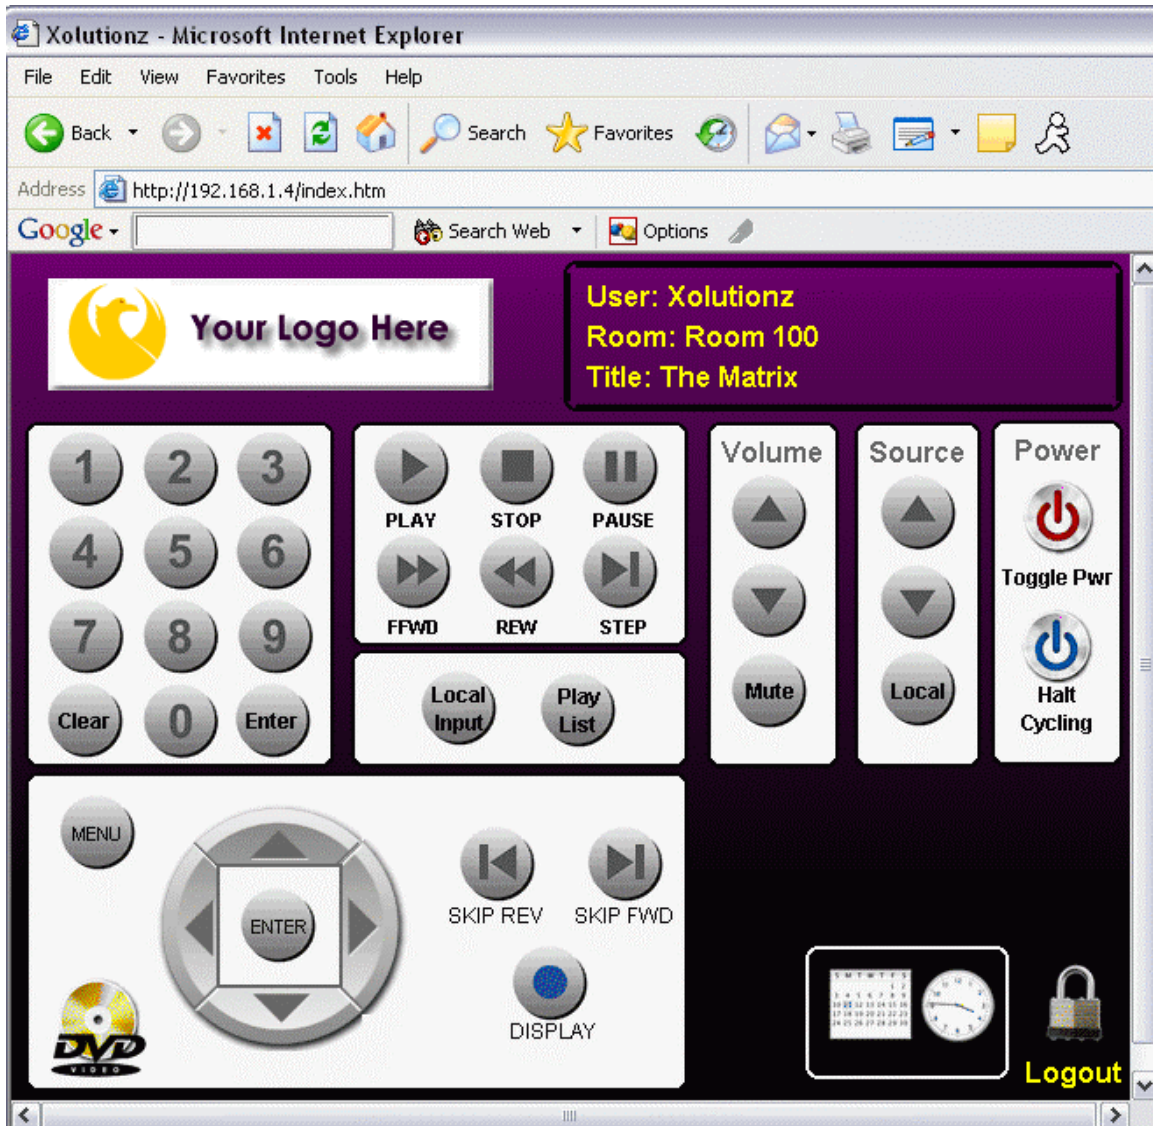 Xolutionz - Microsoft Internet Explorer
File Edit View Favorites Tools Help
Back Search Favorites
Address http://192.168.1.4/index.htm
Google Search Web Options
Your Logo Here
User: Xolutionz
Room: Room 100
Title: The Matrix
1 2 3
4 5 6
7 8 9
Clear 0 Enter
PLAY STOP PAUSE
FFWD REW STEP
Local Input
Play List
Volume
Mute
Source
Local
Power
Toggle Pwr
Halt
Cycling
MENU
ENTER
SKIP REV SKIP FWD
DISPLAY
DVD
VIDEO
S M T W T F S
Logout